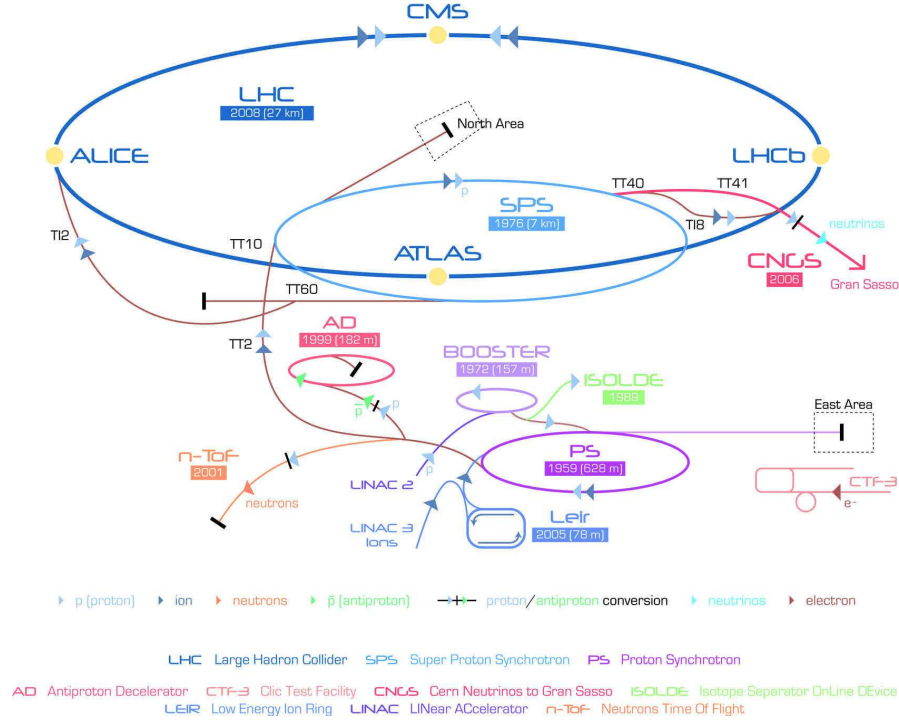 CMS
LHC
2008 (27 km)
North Area
ALICE
LHCb
TT40
TT41
p
SPS
1976 (7 km)
TI8
neutrinos
TI2
TT10
ATLAS
CNGS
2006
Gran Sasso
TT60
AD
1999 (182 m)
TT2
BOOSTER
1972 (157 m)
ISOLDE
1989
p̄
p
East Area
n-ToF
2001
PS
1959 (628 m)
p
LINAC 2
CTF-3
e-
neutrons
LINAC 3
Ions
Leir
2005 (78 m)
p (proton) ion neutrons p̄ (antiproton) proton/antiproton conversion neutrinos electron
LHC Large Hadron Collider SPS Super Proton Synchrotron PS Proton Synchrotron
AD Antiproton Decelerator CTF-3 Clic Test Facility CNGS Cern Neutrinos to Gran Sasso ISOLDE Isotope Separator OnLine DEvice
LEIR Low Energy Ion Ring LINAC LINear ACcelerator n-ToF Neutrons Time Of Flight